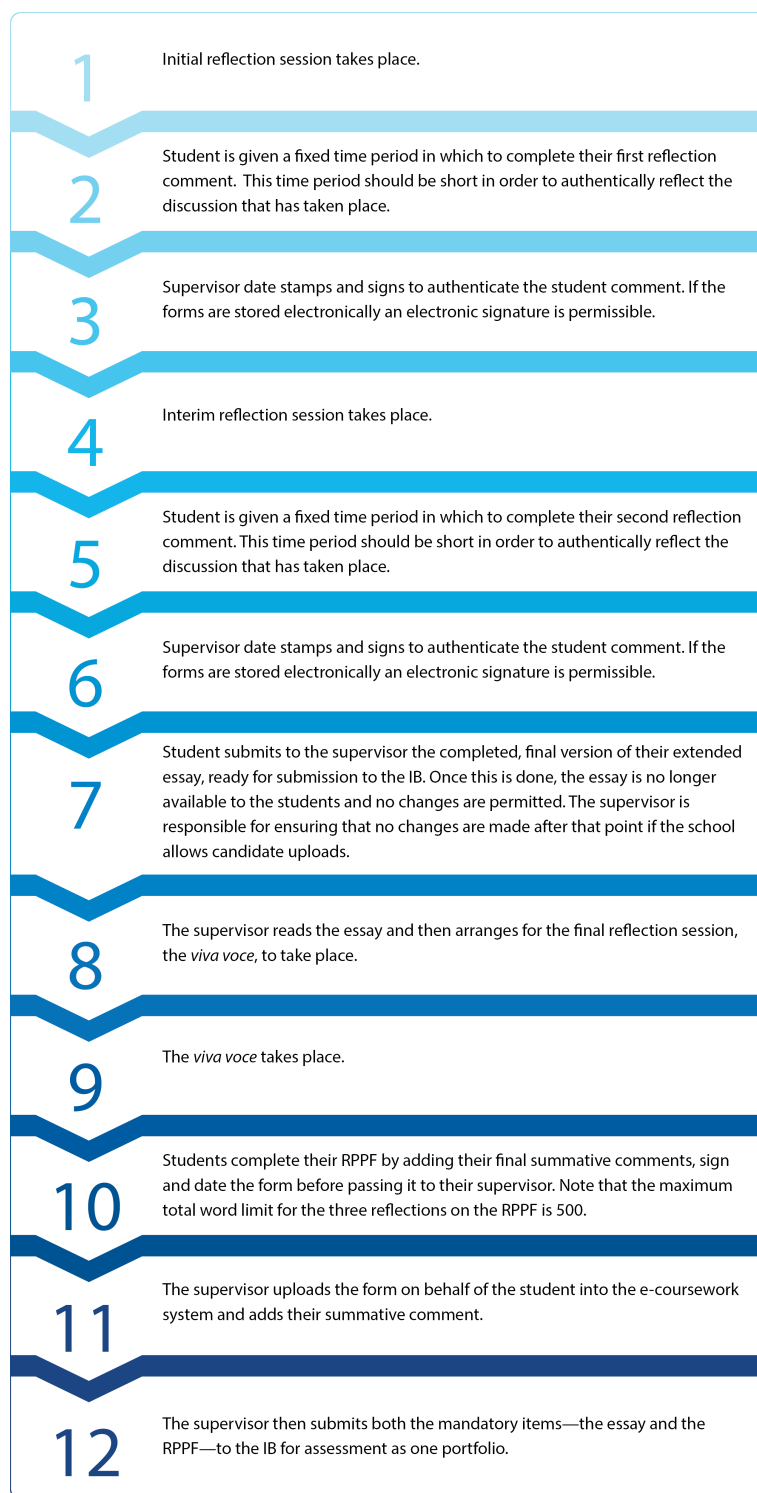 1
Initial reflection session takes place.
2
Student is given a fixed time period in which to complete their first reflection
comment.  This time period should be short in order to authentically reflect the
discussion that has taken place.
3
Supervisor date stamps and signs to authenticate the student comment. If the
forms are stored electronically an electronic signature is permissible.
4
Interim reflection session takes place.
5
Student is given a fixed time period in which to complete their second reflection
comment. This time period should be short in order to authentically reflect the
discussion that has taken place.
6
Supervisor date stamps and signs to authenticate the student comment. If the
forms are stored electronically an electronic signature is permissible.
7
Student submits to the supervisor the completed, final version of their extended
essay, ready for submission to the IB. Once this is done, the essay is no longer
available to the students and no changes are permitted. The supervisor is
responsible for ensuring that no changes are made after that point if the school
allows candidate uploads.
8
The supervisor reads the essay and then arranges for the final reflection session,
the viva voce, to take place.
9
The viva voce takes place.
10
Students complete their RPPF by adding their final summative comments, sign
and date the form before passing it to their supervisor. Note that the maximum
total word limit for the three reflections on the RPPF is 500.
11
The supervisor uploads the form on behalf of the student into the e-coursework
system and adds their summative comment.
12
The supervisor then submits both the mandatory items—the essay and the
RPPF—to the IB for assessment as one portfolio.